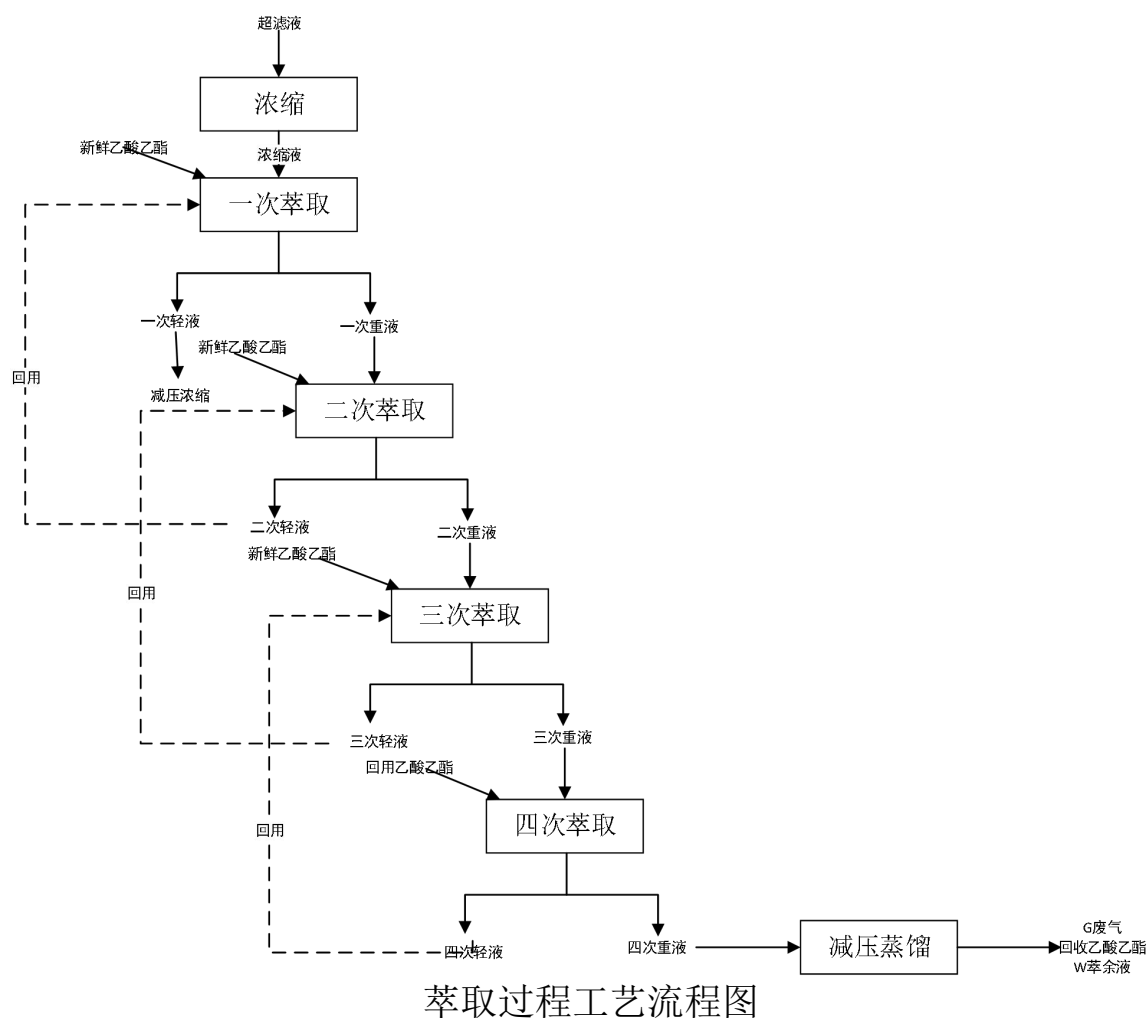 超滤液
浓缩
新鲜乙酸乙酯
浓缩液
一次萃取
一次轻液
一次重液
新鲜乙酸乙酯
回用
减压浓缩
二次萃取
二次轻液
二次重液
新鲜乙酸乙酯
回用
三次萃取
三次轻液
三次重液
回用乙酸乙酯
四次萃取
回用
四次轻液
四次重液
减压蒸馏
G废气
回收乙酸乙酯
W萃余液
萃取过程工艺流程图